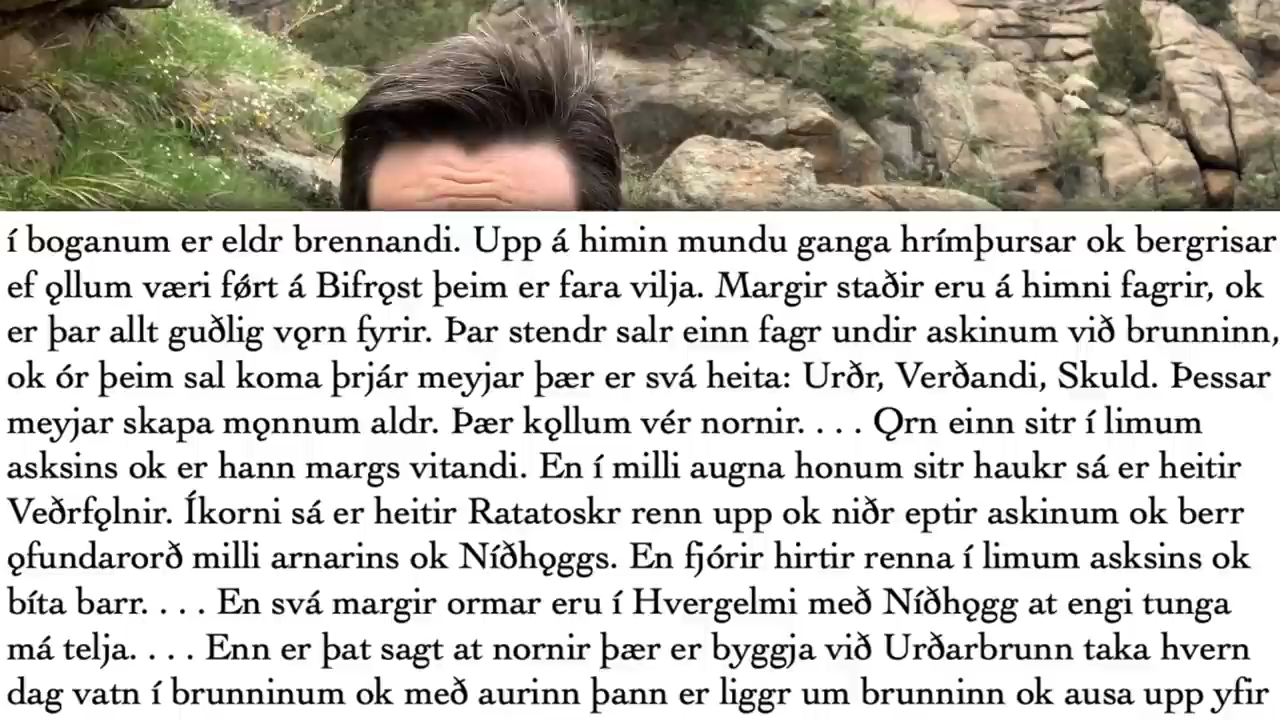 í boganum er eldr brennandi. Upp á himin mundu ganga hrímþursar ok bergrisar
ef ǫllum væri fǿrt á Bifrǫst þeim er fara vilja. Margir staðir eru á himni fagrir, ok
er þar allt guðlig vǫrn fyrir. Þar stendr salr einn fagr undir askinum við brunninn,
ok ór þeim sal koma þrjár meyjar þær er svá heita: Urðr, Verðandi, Skuld. Þessar
meyjar skapa mǫnnum aldr. Þær kǫllum vér nornir. . . . Ǫrn einn sitr í limum
asksins ok er hann margs vitandi. En í milli augna honum sitr haukr sá er heitir
Veðrfǫlnir. Íkorni sá er heitir Ratatoskr renn upp ok niðr eptir askinum ok berr
ǫfundarorð milli arnarins ok Níðhǫggs. En fjórir hirtir renna í limum asksins ok
bíta barr. . . . En svá margir ormar eru í Hvergelmi með Níðhǫgg at engi tunga
má telja. . . . Enn er þat sagt at nornir þær er byggja við Urðarbrunn taka hvern
dag vatn í brunninum ok með aurinn þann er liggr um brunninn ok ausa upp yfir